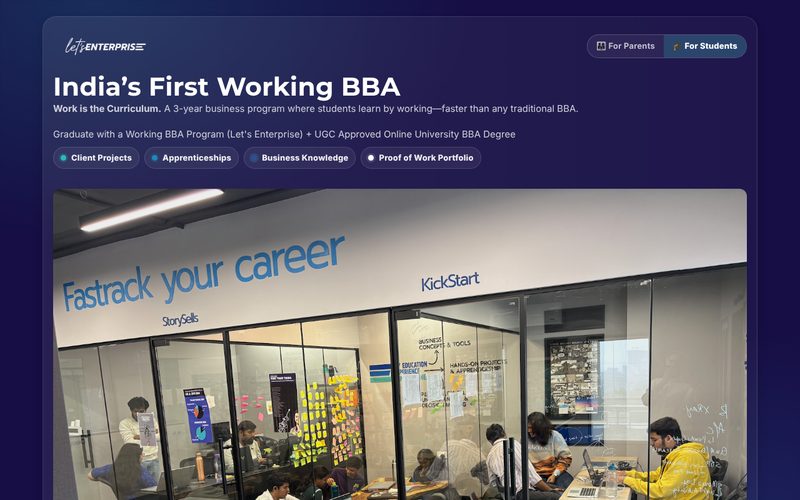 let's ENTERPRISE
For Parents
For Students
India's First Working BBA
Work is the Curriculum. A 3-year business program where students learn by working—faster than any traditional BBA.
Graduate with a Working BBA Program (Let's Enterprise) + UGC Approved Online University BBA Degree
Client Projects
Apprenticeships
Business Knowledge
Proof of Work Portfolio
Fastrack your career
StorySells
KickStart
BUSINESS
CONCEPTS & TOOLS
EDUCATION
HANDS-ON PROJECTS
& APPRENTICESHIP